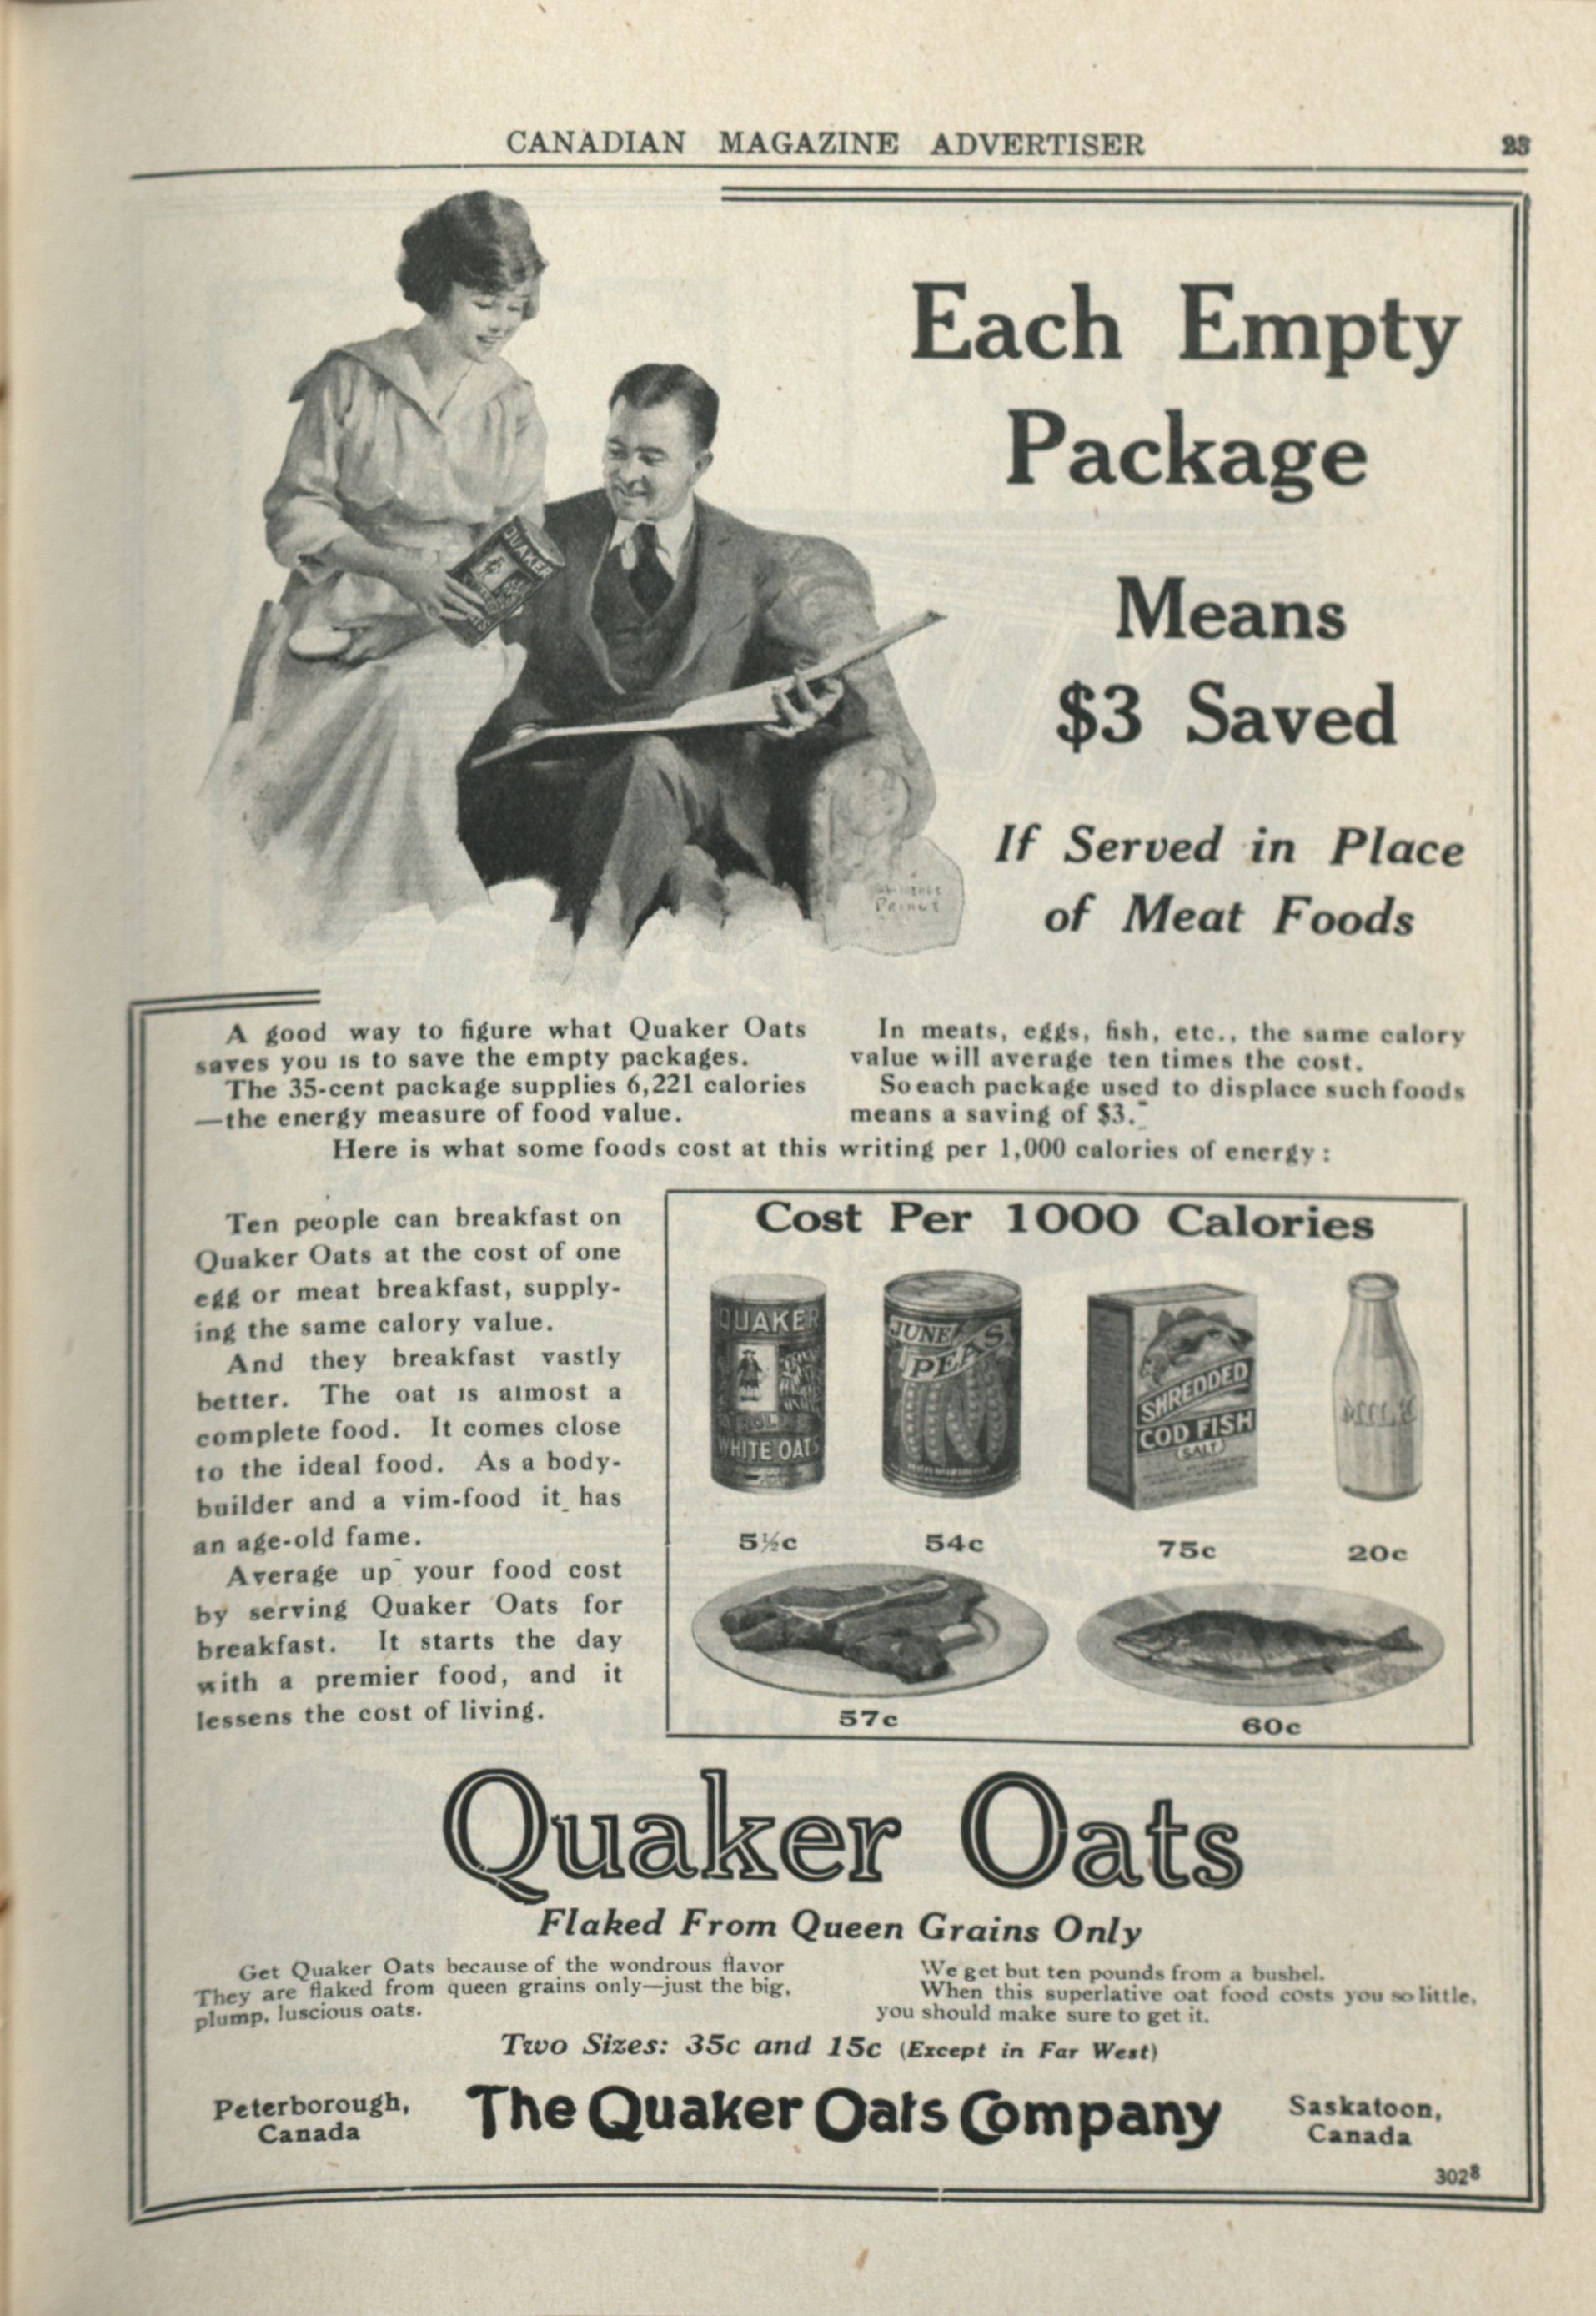 CANADIAN MAGAZINE ADVERTISER 23
Each Empty
Package
Means
$3 Saved
If Served in Place
of Meat Foods
QUAKER
A good way to figure what Quaker Oats
saves you is to save the empty packages.
The 35-cent package supplies 6,221 calories
—the energy measure of food value.
In meats, eggs, fish, etc., the same calory
value will average ten times the cost.
So each package used to displace such foods
means a saving of $3.
Here is what some foods cost at this writing per 1,000 calories of energy:
Ten people can breakfast on
Quaker Oats at the cost of one
egg or meat breakfast, supply-
ing the same calory value.
And they breakfast vastly
better. The oat is almost a
complete food. It comes close
to the ideal food. As a body-
builder and a vim-food it has
an age-old fame.
Average up your food cost
by serving Quaker Oats for
breakfast. It starts the day
with a premier food, and it
lessens the cost of living.
Cost Per 1000 Calories
QUAKER
WHITE OATS
JUNE PEAS
SHREDDED
COD FISH
(SALT)
MILK
5½c 54c 75c 20c
57c 60c
Quaker Oats
Flaked From Queen Grains Only
Get Quaker Oats because of the wondrous flavor
They are flaked from queen grains only—just the big,
plump, luscious oats.
We get but ten pounds from a bushel.
When this superlative oat food costs you so little,
you should make sure to get it.
Two Sizes: 35c and 15c (Except in Far West)
Peterborough,
Canada
The Quaker Oats Company
Saskatoon,
Canada
3028